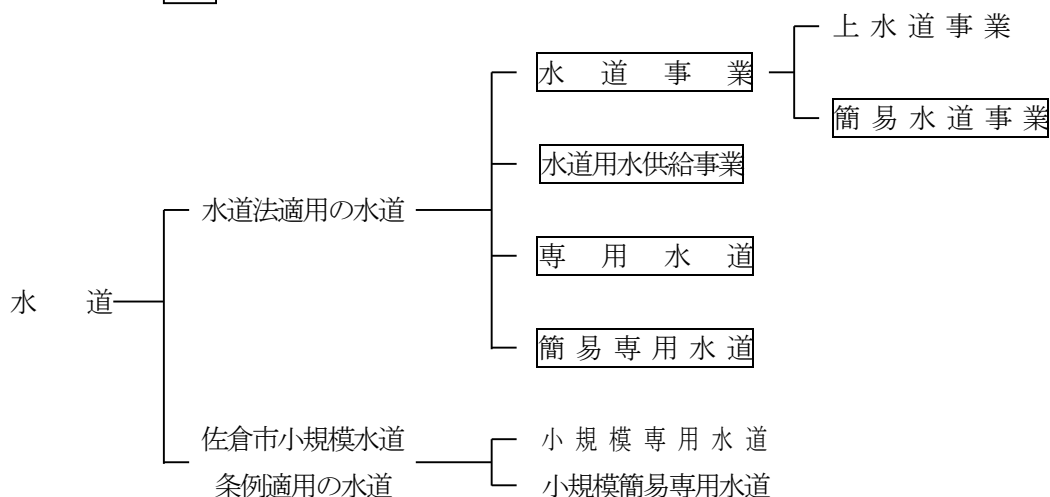 上水道事業
水道事業
簡易水道事業
水道用水供給事業
水道法適用の水道
専用水道
水道
簡易専用水道
佐倉市小規模水道
条例適用の水道
小規模専用水道
小規模簡易専用水道